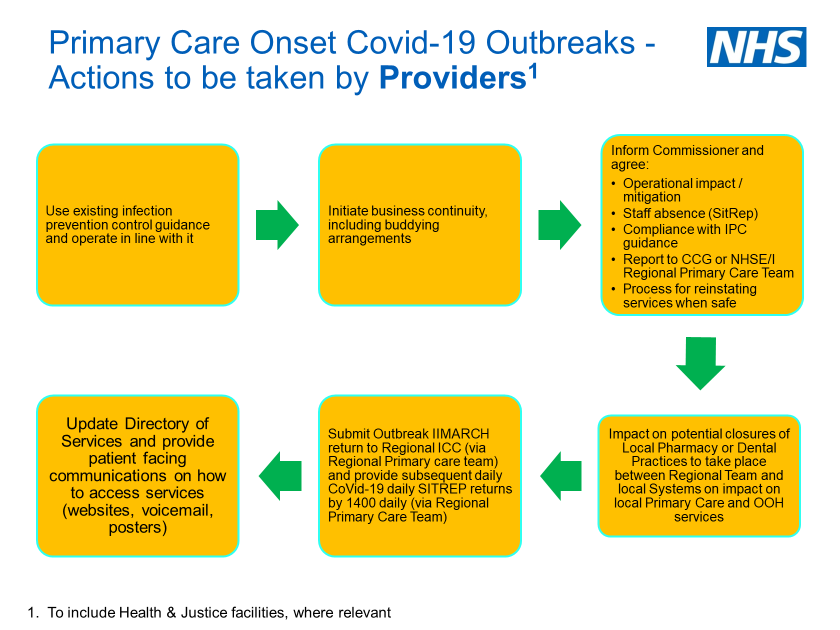 Primary Care Onset Covid-19 Outbreaks -
Actions to be taken by Providers1
NHS
Use existing infection
prevention control guidance
and operate in line with it
Initiate business continuity,
including buddying
arrangements
Inform Commissioner and
agree:
• Operational impact /
mitigation
• Staff absence (SitRep)
• Compliance with IPC
guidance
• Report to CCG or NHSE/I
Regional Primary Care Team
• Process for reinstating
services when safe
Impact on potential closures of
Local Pharmacy or Dental
Practices to take place
between Regional Team and
local Systems on impact on
local Primary Care and OOH
services
Submit Outbreak IIMARCH
return to Regional ICC (via
Regional Primary care team)
and provide subsequent daily
CoVid-19 daily SITREP returns
by 1400 daily (via Regional
Primary Care Team)
Update Directory of
Services and provide
patient facing
communications on how
to access services
(websites, voicemail,
posters)
1. To include Health & Justice facilities, where relevant